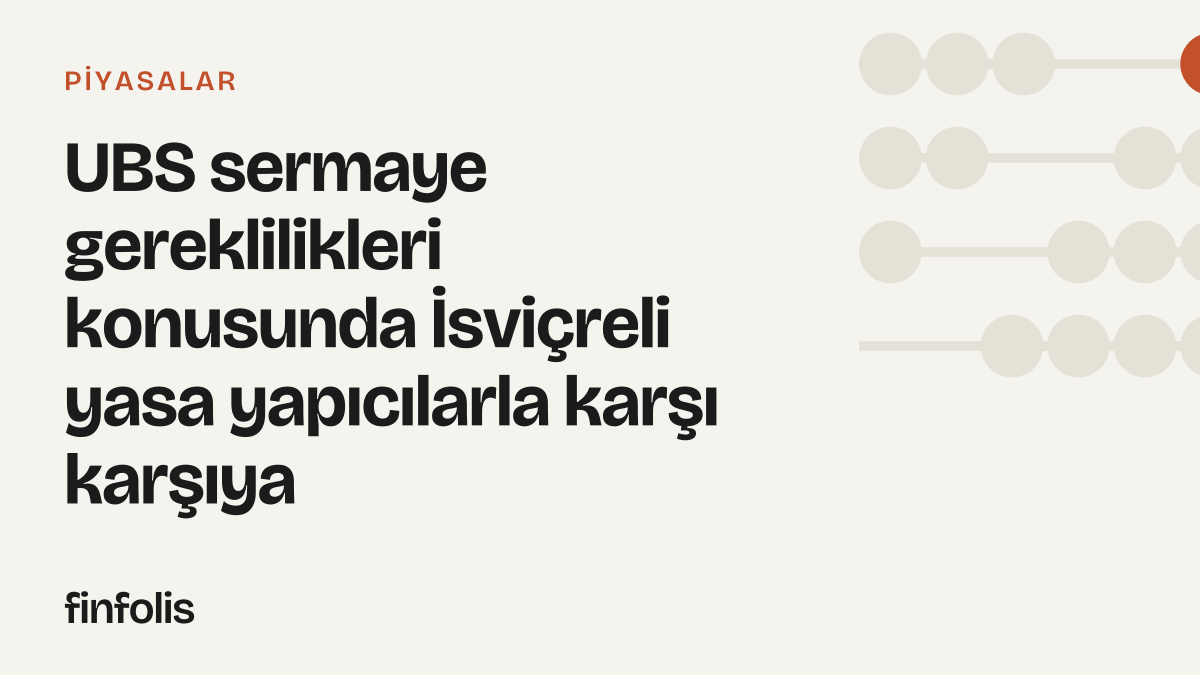 PİYASALAR
UBS sermaye
gereklilikleri
konusunda İsviçreli
yasa yapıcılarla karşı
karşıya
finfolis